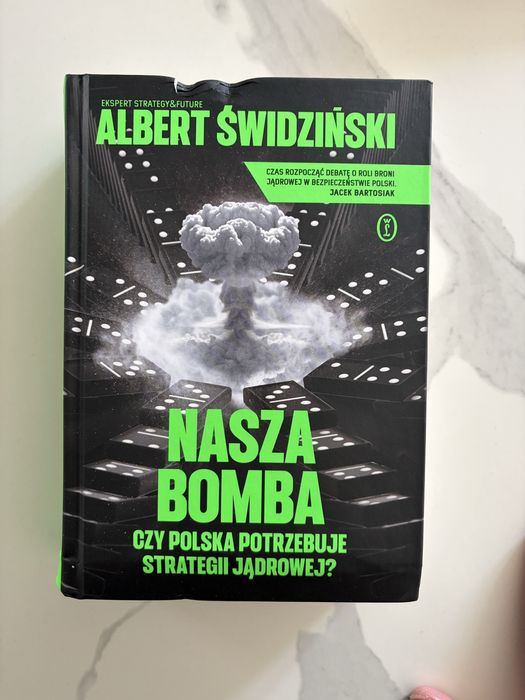 EKSPERT STRATEGY&FUTURE
ALBERT ŚWIDZIŃSKI
CZAS ROZPOCZĄĆ DEBATĘ O ROLI BRONI
JĄDROWEJ W BEZPIECZEŃSTWIE POLSKI.
JACEK BARTOSIAK
NASZA
BOMBA
CZY POLSKA POTRZEBUJE
STRATEGII JĄDROWEJ?